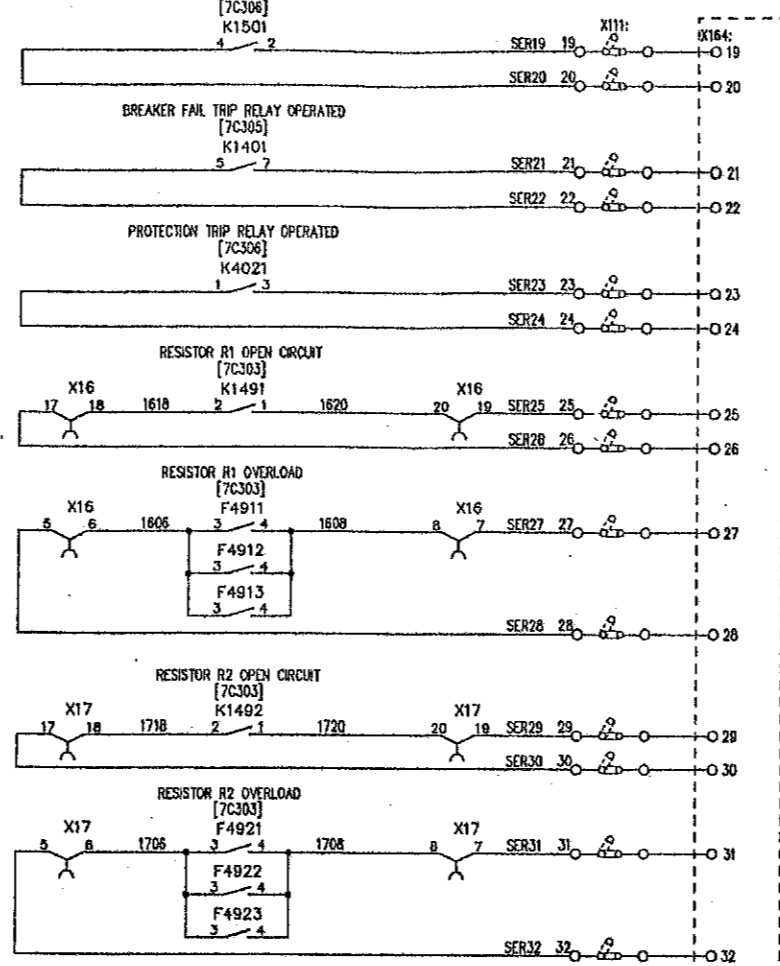 [7C306]
K1501
4 2 SER19 19 X111: X164: 19
SER20 20 20
BREAKER FAIL TRIP RELAY OPERATED
[7C305]
K1401
5 7 SER21 21 21
SER22 22 22
PROTECTION TRIP RELAY OPERATED
[7C306]
K4021
1 3 SER23 23 23
SER24 24 24
RESISTOR R1 OPEN CIRCUIT
[7C303]
X16 K1491 X16
17 18 1618 2 1 1620 20 19 SER25 25 25
SER26 26 26
RESISTOR R1 OVERLOAD
[7C303]
X16 F4911 X16
5 6 1606 3 4 1608 8 7 SER27 27 27
F4912
3 4
F4913
3 4
SER28 28 28
RESISTOR R2 OPEN CIRCUIT
[7C303]
X17 K1492 X17
17 18 1718 2 1 1720 20 19 SER29 29 29
SER30 30 30
RESISTOR R2 OVERLOAD
[7C303]
X17 F4921 X17
5 6 1706 3 4 1708 8 7 SER31 31 31
F4922
3 4
F4923
3 4
SER32 32 32